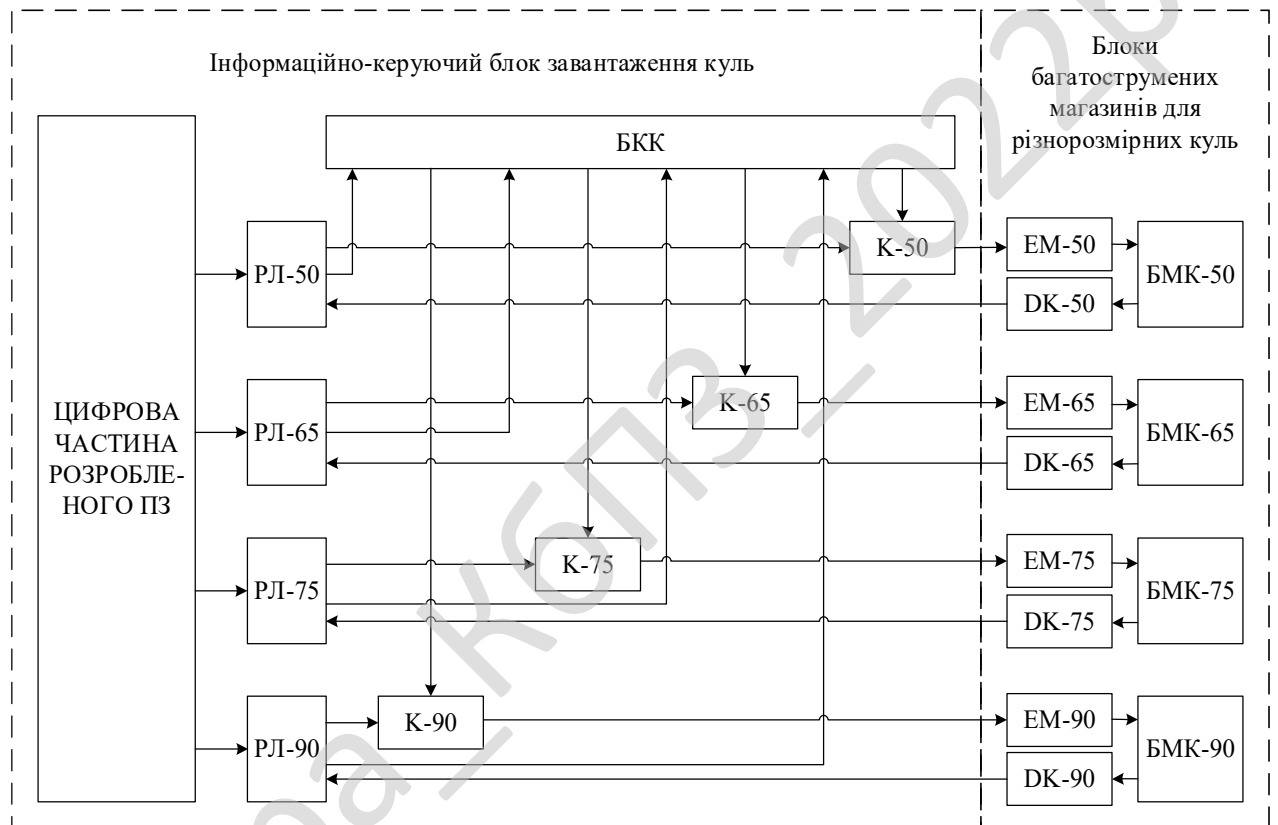 Інформаційно-керуючий блок завантаження куль
Блоки
багатострумених
магазинів для
різнорозмірних куль
БКК
РЛ-50
К-50
ЕМ-50
DK-50
БМК-50
ЦИФРОВА
ЧАСТИНА
РОЗРОБЛЕ-
НОГО ПЗ
РЛ-65
К-65
ЕМ-65
DK-65
БМК-65
РЛ-75
К-75
ЕМ-75
DK-75
БМК-75
РЛ-90
К-90
ЕМ-90
DK-90
БМК-90
ра_КбПЗ_2022р